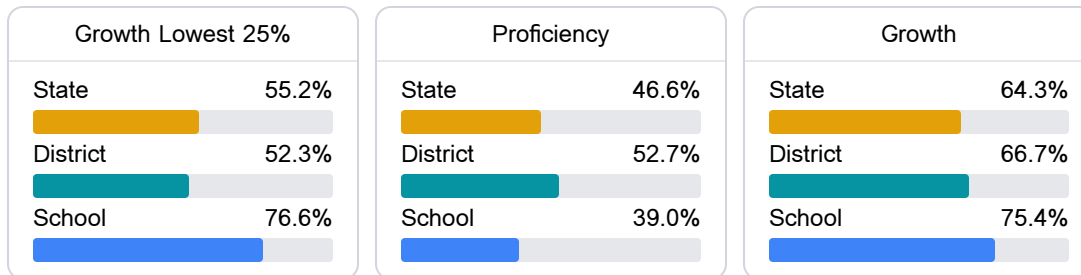 Growth Lowest 25%
State 55.2%
District 52.3%
School 76.6%
Proficiency
State 46.6%
District 52.7%
School 39.0%
Growth
State 64.3%
District 66.7%
School 75.4%